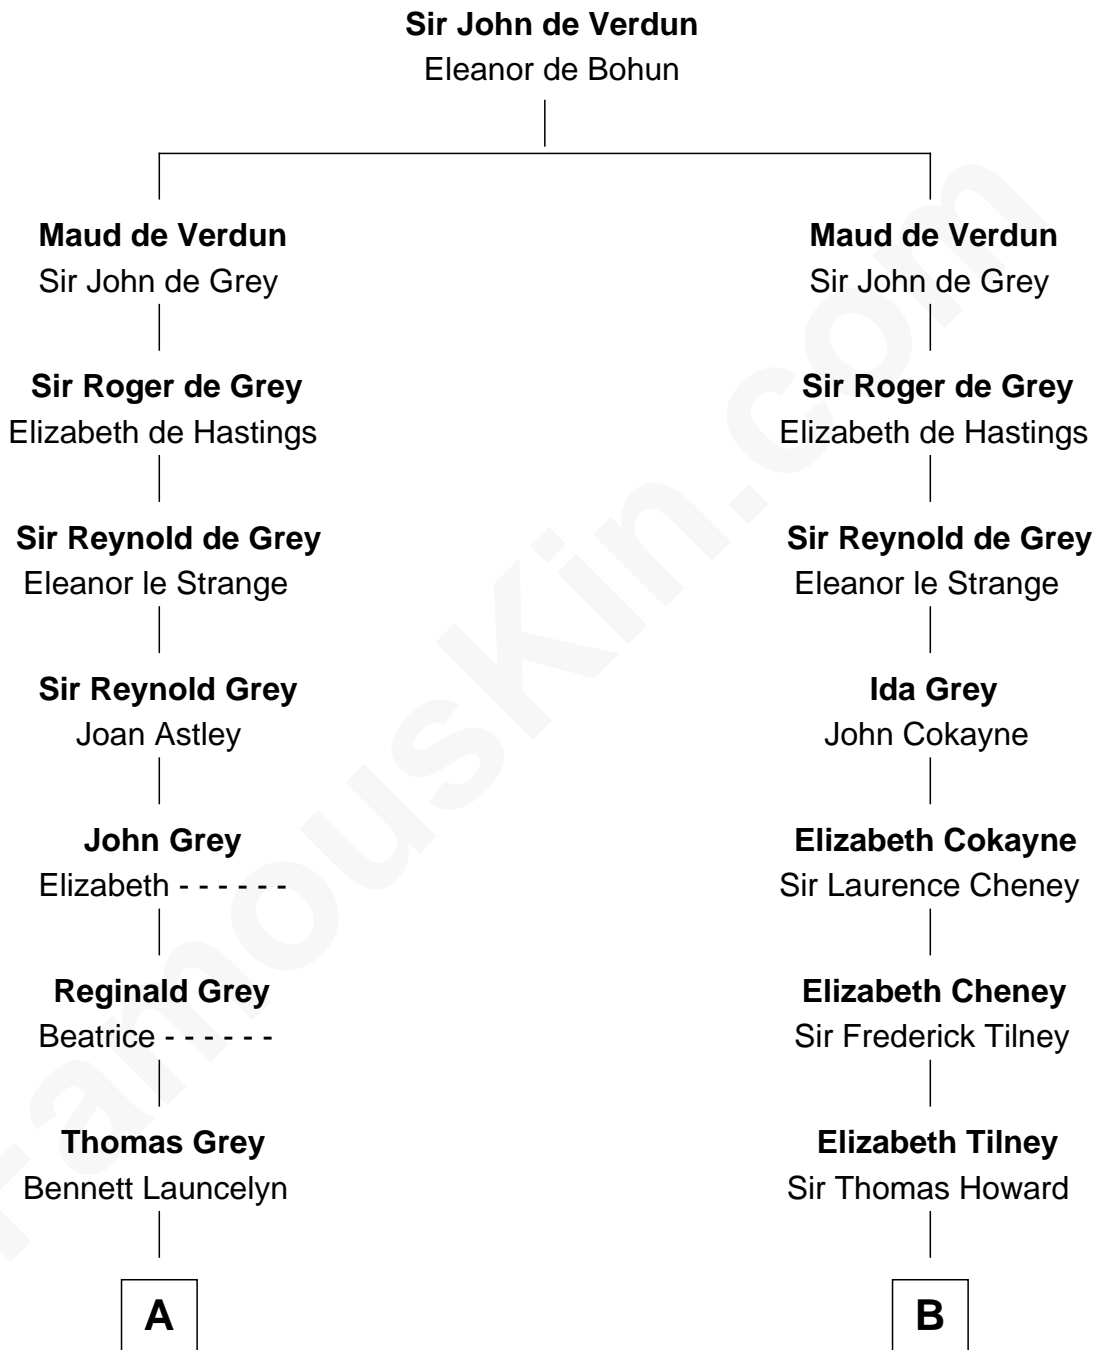 Sir John de Verdun
Eleanor de Bohun
Maud de Verdun
Sir John de Grey
Maud de Verdun
Sir John de Grey
Sir Roger de Grey
Elizabeth de Hastings
Sir Roger de Grey
Elizabeth de Hastings
Sir Reynold de Grey
Eleanor le Strange
Sir Reynold de Grey
Eleanor le Strange
Sir Reynold Grey
Joan Astley
Ida Grey
John Cokayne
John Grey
Elizabeth - - - - - -
Elizabeth Cokayne
Sir Laurence Cheney
Reginald Grey
Beatrice - - - - - -
Elizabeth Cheney
Sir Frederick Tilney
Thomas Grey
Bennett Launcelyn
Elizabeth Tilney
Sir Thomas Howard
A
B
FamousKin.com